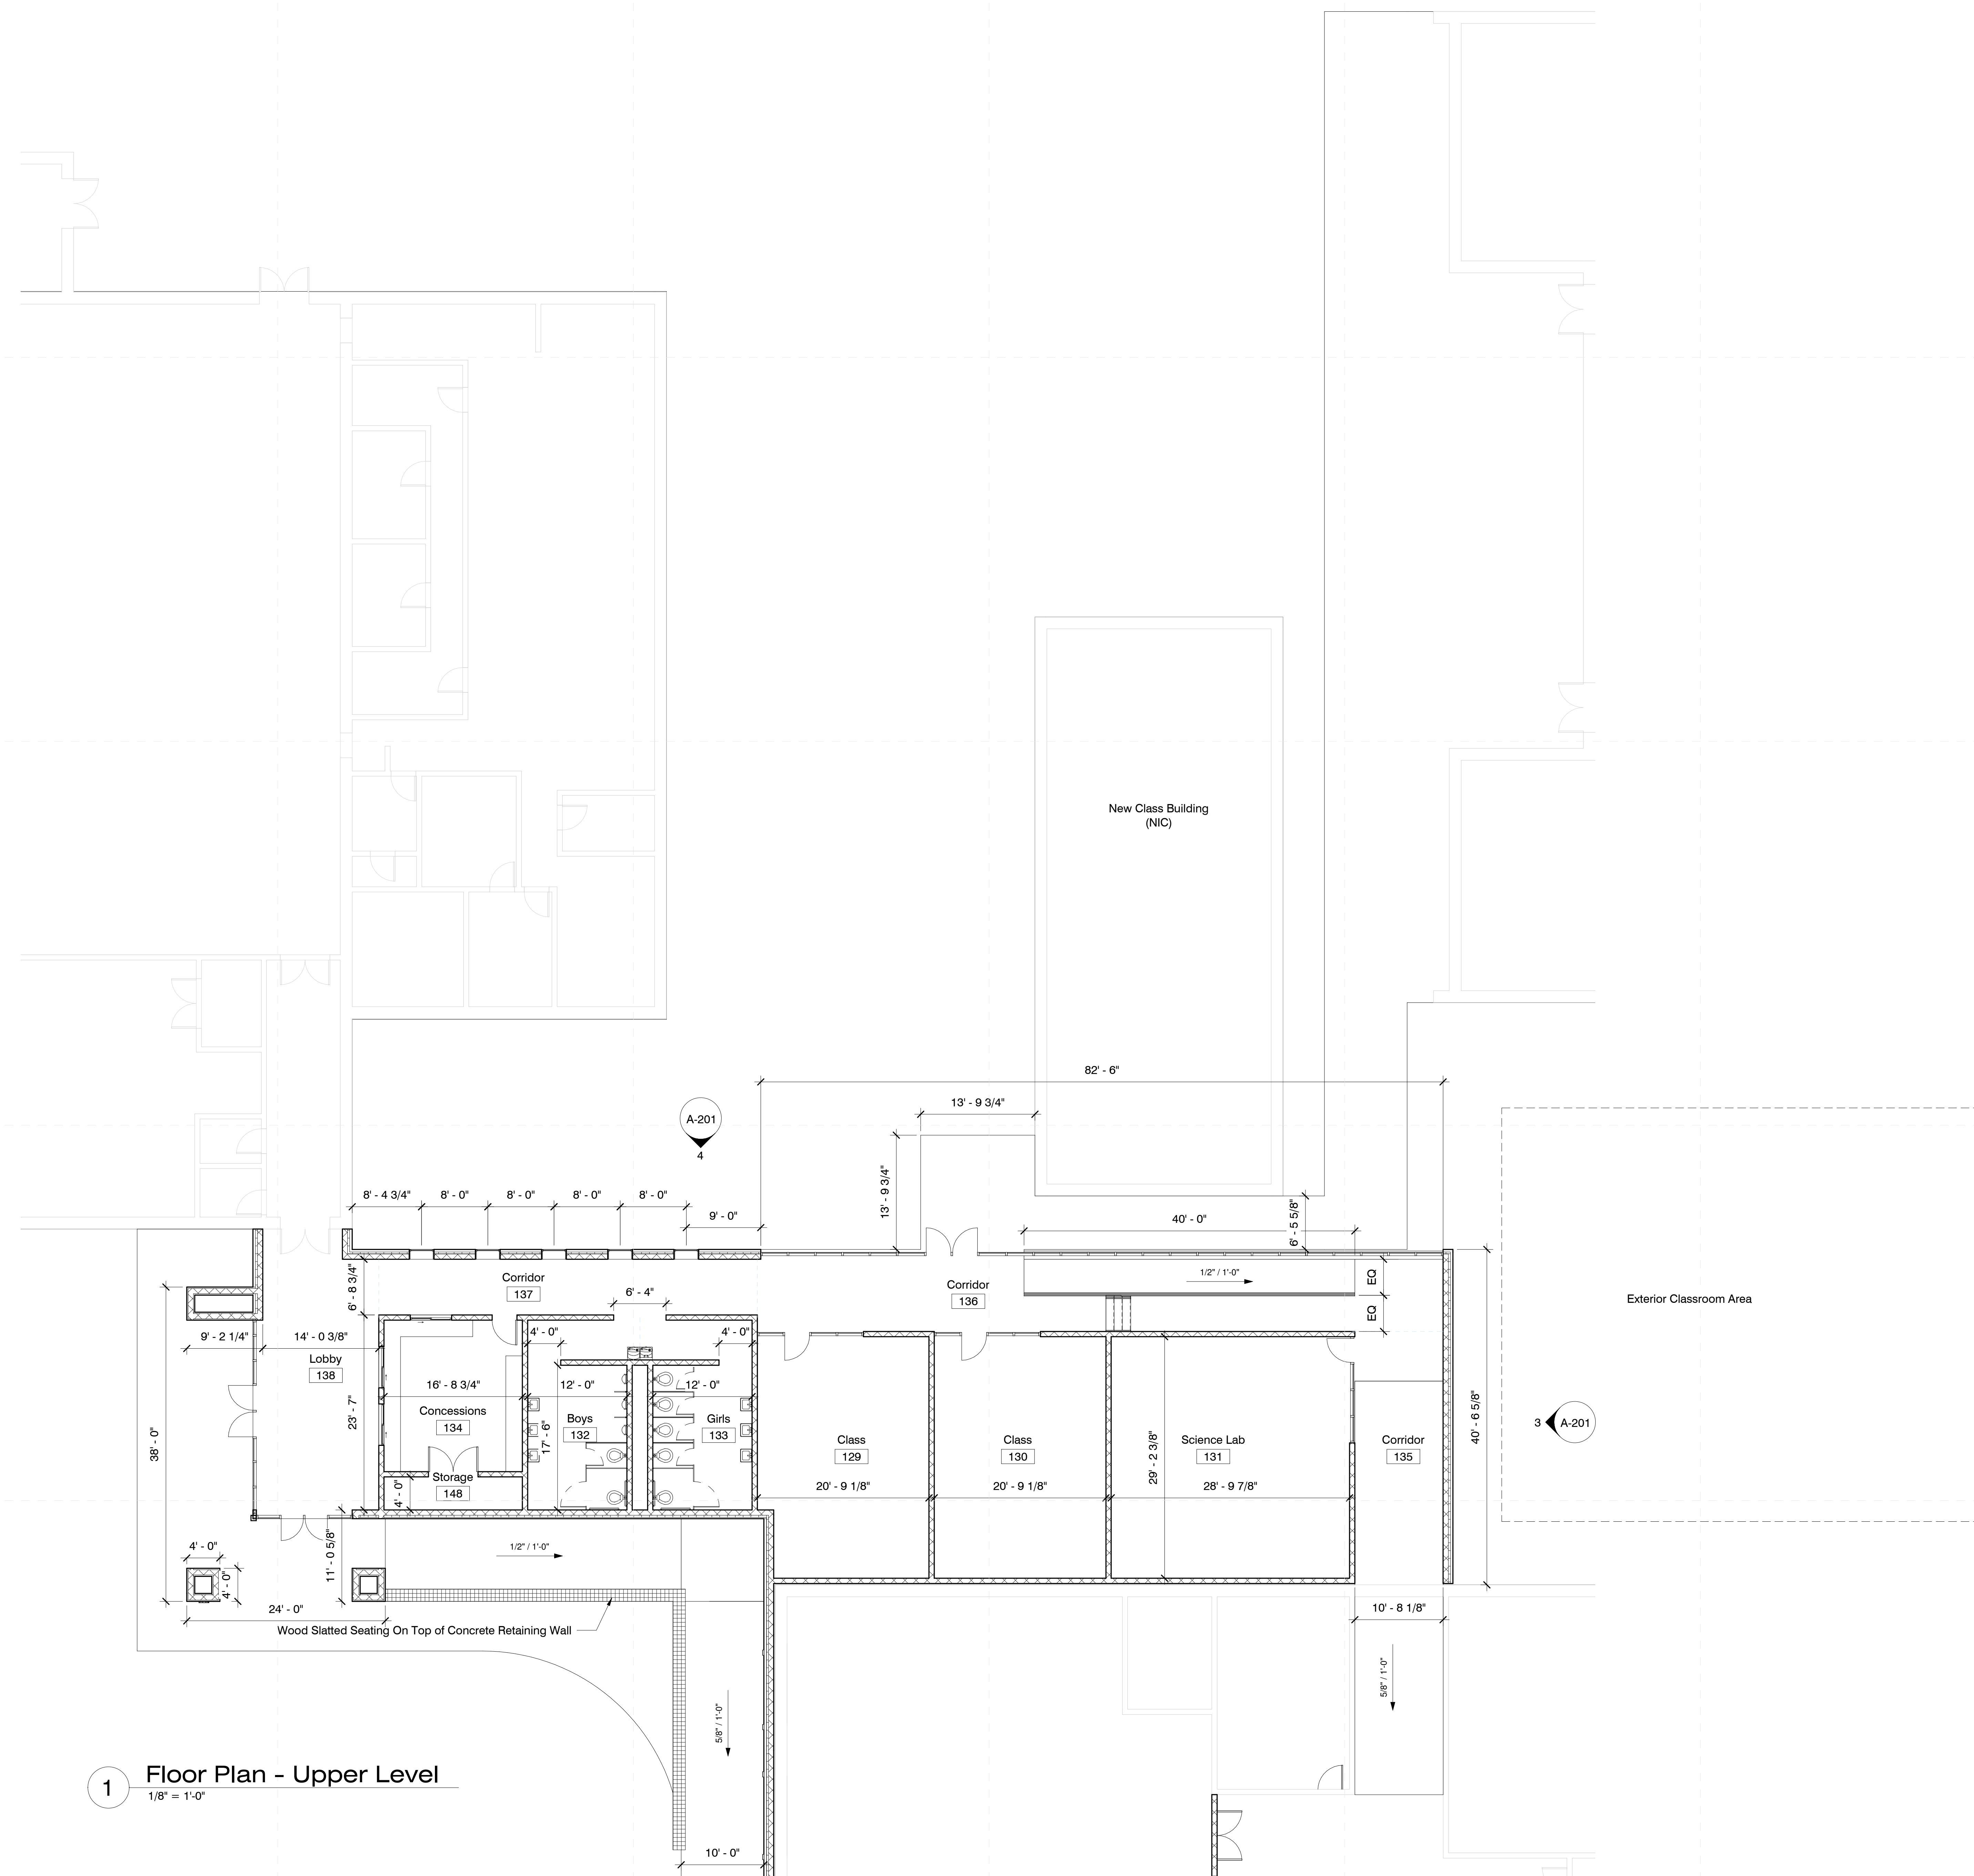 New Class Building
(NIC)
82' - 6"
13' - 9 3/4"
A-201
4
13' - 9 3/4"
8' - 4 3/4"
8' - 0"
8' - 0"
8' - 0"
8' - 0"
9' - 0"
40' - 0"
6' - 5 5/8"
6' - 8 3/4"
Corridor
137
6' - 4"
Corridor
136
1/2" / 1'-0"
EQ
EQ
Exterior Classroom Area
9' - 2 1/4"
14' - 0 3/8"
Lobby
138
4' - 0"
4' - 0"
16' - 8 3/4"
12' - 0"
12' - 0"
23' - 7"
Concessions
134
Boys
132
Girls
133
17' - 6"
38' - 0"
Class
129
Class
130
Science Lab
131
29' - 2 3/8"
Corridor
135
40' - 6 5/8"
3
A-201
Storage
148
4' - 0"
20' - 9 1/8"
20' - 9 1/8"
28' - 9 7/8"
4' - 0"
4' - 0"
11' - 0 5/8"
1/2" / 1'-0"
24' - 0"
Wood Slatted Seating On Top of Concrete Retaining Wall
10' - 8 1/8"
5/8" / 1'-0"
5/8" / 1'-0"
1
Floor Plan - Upper Level
1/8" = 1'-0"
10' - 0"